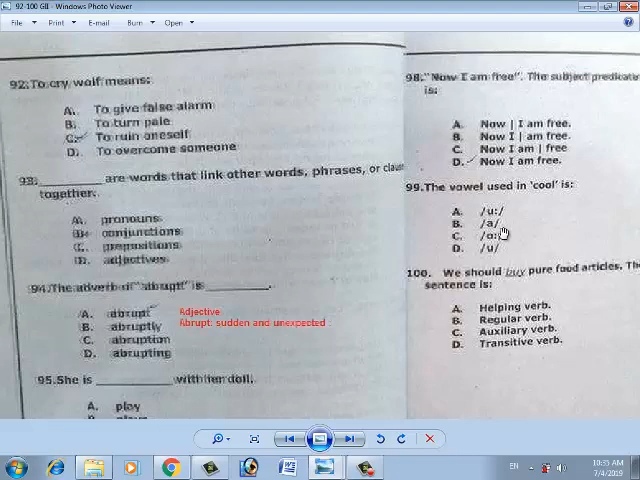 92-100 GII - Windows Photo Viewer
File Print E-mail Burn Open
92.To cry wolf means:
A. To give false alarm
B. To turn pale
C. To ruin oneself
D. To overcome someone
93. ________ are words that link other words, phrases, or claus
together.
A. pronouns
B. conjunctions
C. prepositions
D. adjectives
94.The adverb of "abrupt" is ________.
A. abrupt Adjective
B. abruptly Abrupt: sudden and unexpected
C. abruption
D. abrupting
95.She is ________ with her doll.
A. play
98."Now I am free". The subject predicate
is:
A. Now | I am free.
B. Now I | am free.
C. Now I am | free
D. Now I am free.
99.The vowel used in 'cool' is:
A. /u:/
B. /a/
C. /ɑ:/
D. /u/
100. We should buy pure food articles. Th
sentence is:
A. Helping verb.
B. Regular verb.
C. Auxiliary verb.
D. Transitive verb.
EN 10:35 AM
7/4/2019